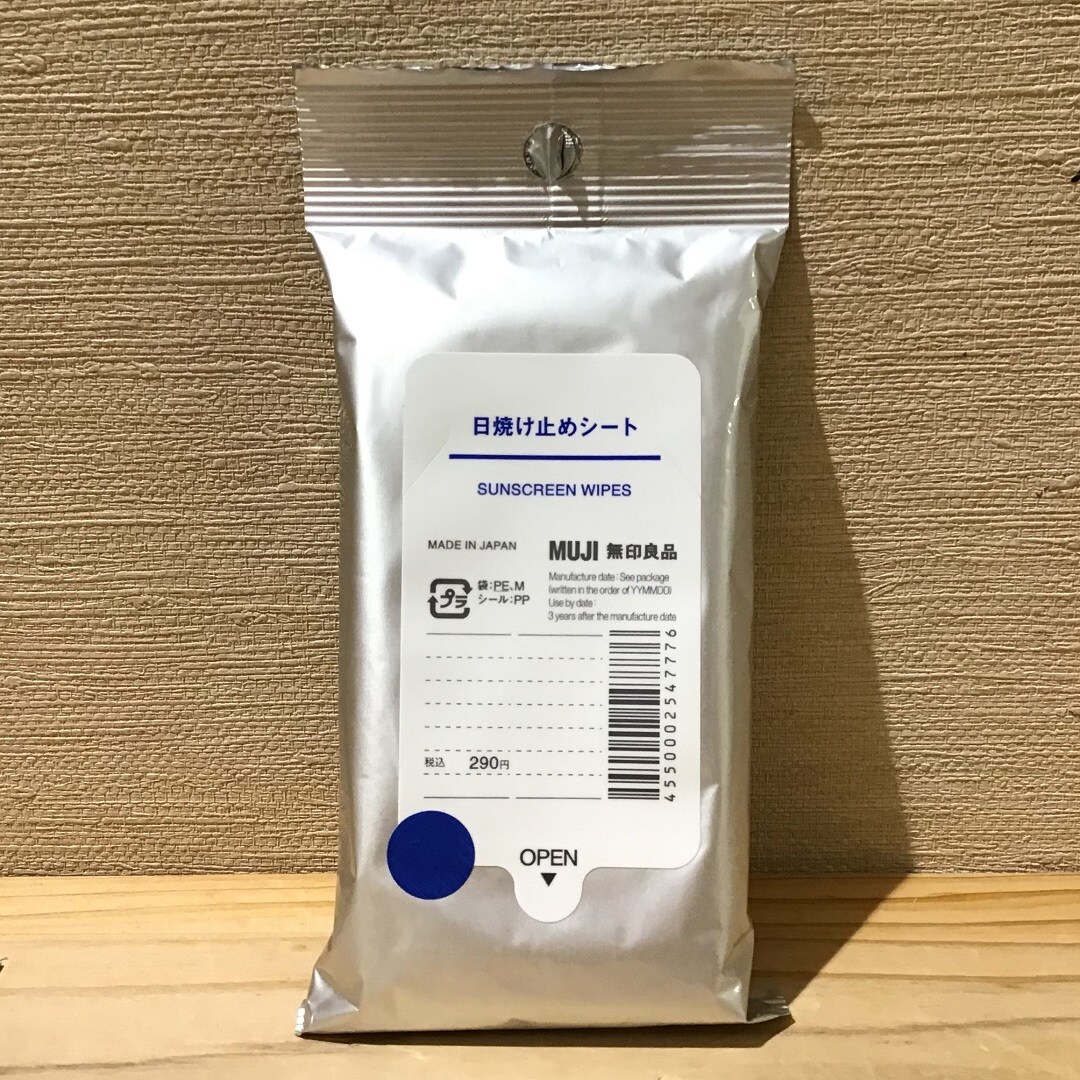 日焼け止めシート
SUNSCREEN WIPES
MADE IN JAPAN
MUJI 無印良品
プラ
袋:PE、M
シール:PP
Manufacture date : See package
(written in the order of YYMMDD)
Use by date :
3 years after the manufacture date
4550002547776
税込 290円
OPEN